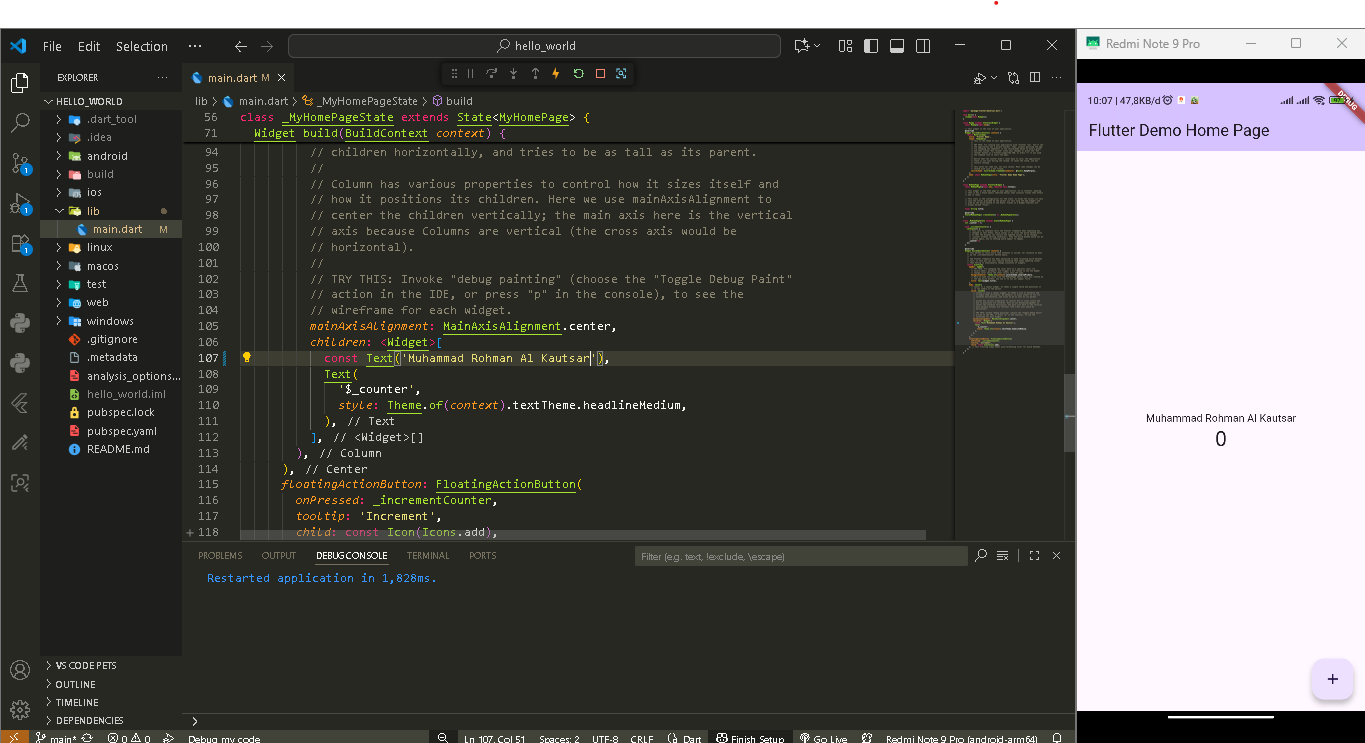 File Edit Selection ···
hello_world
Redmi Note 9 Pro
EXPLORER ···
main.dart M
HELLO_WORLD
.dart_tool
.idea
android
build
ios
lib
main.dart M
linux
macos
test
web
windows
.gitignore
.metadata
analysis_options...
hello_world.iml
pubspec.lock
pubspec.yaml
README.md
VS CODE PETS
OUTLINE
TIMELINE
DEPENDENCIES
lib > main.dart > _MyHomePageState > build
56 class _MyHomePageState extends State<MyHomePage> {
71 Widget build(BuildContext context) {
94 // children horizontally, and tries to be as tall as its parent.
95 //
96 // Column has various properties to control how it sizes itself and
97 // how it positions its children. Here we use mainAxisAlignment to
98 // center the children vertically; the main axis here is the vertical
99 // axis because Columns are vertical (the cross axis would be
100 // horizontal).
101 //
102 // TRY THIS: Invoke "debug painting" (choose the "Toggle Debug Paint"
103 // action in the IDE, or press "p" in the console), to see the
104 // wireframe for each widget.
105 mainAxisAlignment: MainAxisAlignment.center,
106 children: <Widget>[
107 const Text('Muhammad Rohman Al Kautsar'),
108 Text(
109 '$_counter',
110 style: Theme.of(context).textTheme.headlineMedium,
111 ), // Text
112 ], // <Widget>[]
113 ), // Column
114 ), // Center
115 floatingActionButton: FloatingActionButton(
116 onPressed: _incrementCounter,
117 tooltip: 'Increment',
118 child: const Icon(Icons.add),
PROBLEMS OUTPUT DEBUG CONSOLE TERMINAL PORTS
Filter (e.g. text, !exclude, \escape)
Restarted application in 1,828ms.
main* 0 0 Debug my code
Ln 107, Col 51 Spaces: 2 UTF-8 CRLF Dart Finish Setup Go Live Redmi Note 9 Pro (android-arm64)
10:07 | 47,8KB/d
DEBUG
Flutter Demo Home Page
Muhammad Rohman Al Kautsar
0
+